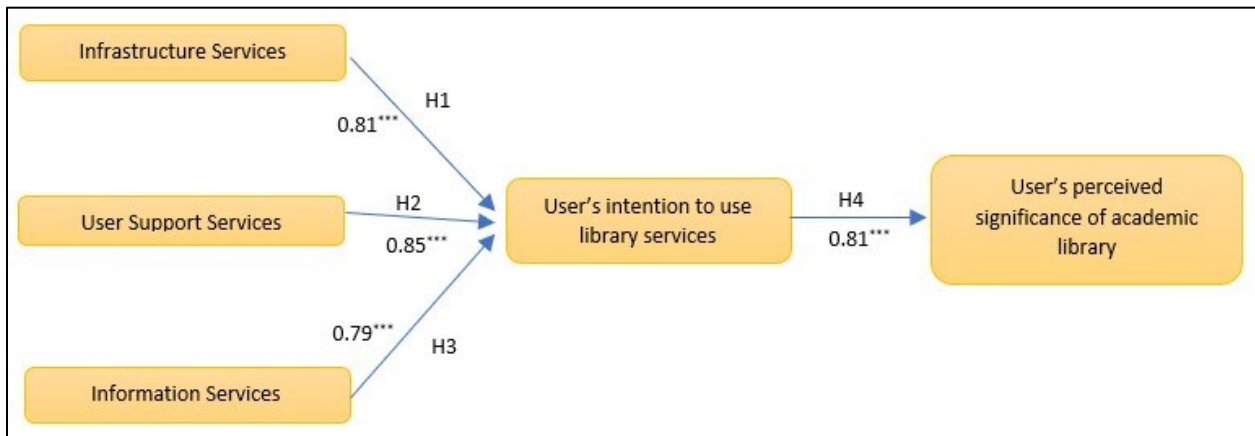 Infrastructure Services
H1
0.81***
User Support Services
H2
0.85***
User's intention to use
library services
H4
0.81***
User's perceived
significance of academic
library
0.79***
H3
Information Services